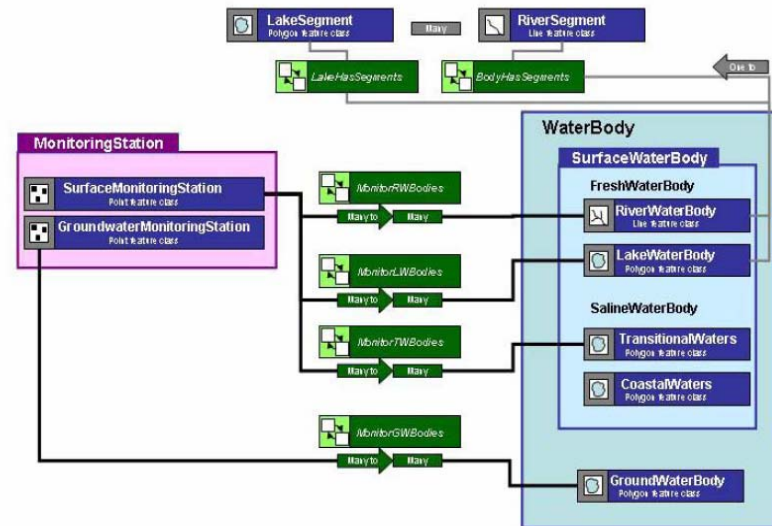 LakeSegment
Polygon feature class
Many
RiverSegment
Line feature class
LakeHasSegments
BodyHasSegments
One to
MonitoringStation
SurfaceMonitoringStation
Point feature class
GroundwaterMonitoringStation
Point feature class
MonitorRWBodies
Many to
Many
MonitorLWBodies
Many to
Many
MonitorTWBodies
Many to
Many
MonitorGWBodies
Many to
Many
WaterBody
SurfaceWaterBody
FreshWaterBody
RiverWaterBody
Line feature class
LakeWaterBody
Polygon feature class
SalineWaterBody
TransitionalWaters
Polygon feature class
CoastalWaters
Polygon feature class
GroundWaterBody
Polygon feature class